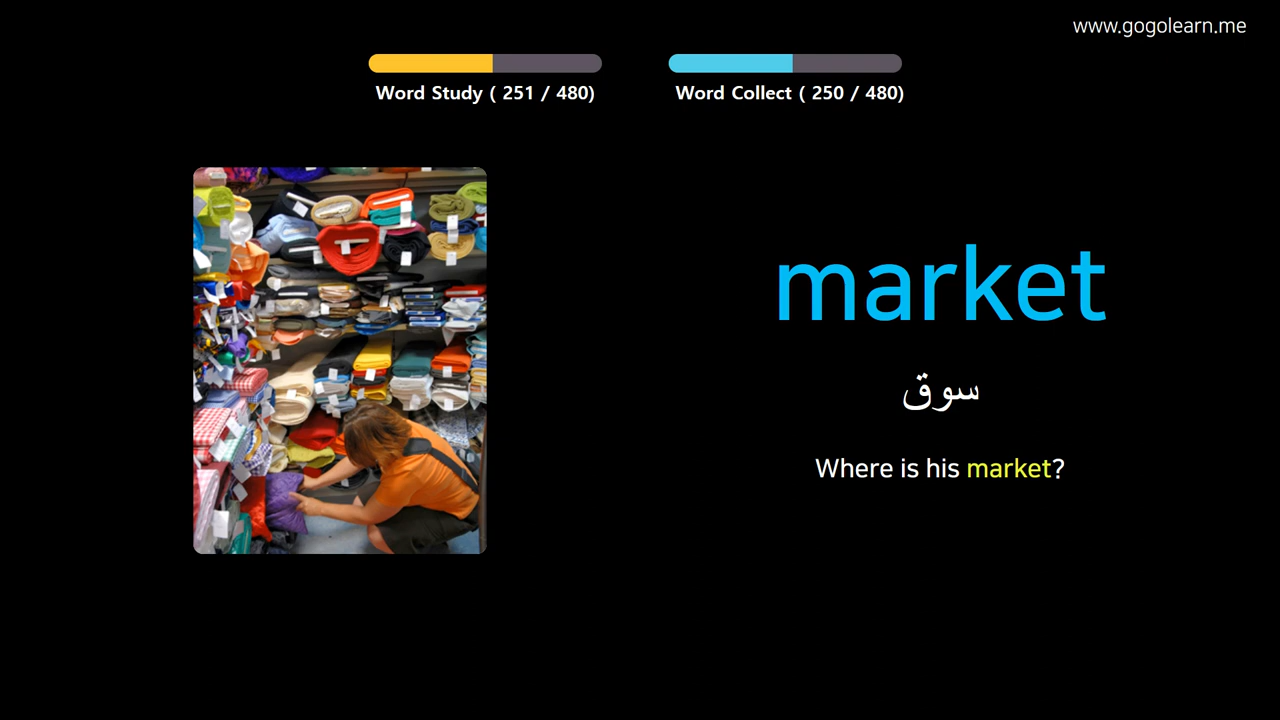 www.gogolearn.me
Word Study ( 251 / 480)
Word Collect ( 250 / 480)
market
سوق
Where is his market?